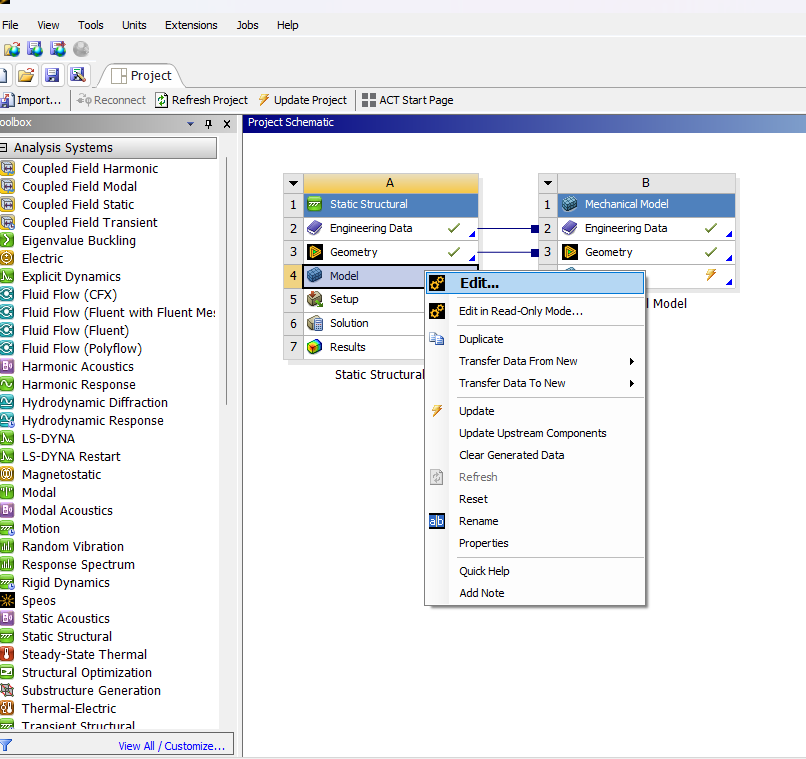 File View Tools Units Extensions Jobs Help
Project
Import... Reconnect Refresh Project Update Project ACT Start Page
oolbox
Analysis Systems
Coupled Field Harmonic
Coupled Field Modal
Coupled Field Static
Coupled Field Transient
Eigenvalue Buckling
Electric
Explicit Dynamics
Fluid Flow (CFX)
Fluid Flow (Fluent with Fluent Mes
Fluid Flow (Fluent)
Fluid Flow (Polyflow)
Harmonic Acoustics
Harmonic Response
Hydrodynamic Diffraction
Hydrodynamic Response
LS-DYNA
LS-DYNA Restart
Magnetostatic
Modal
Modal Acoustics
Motion
Random Vibration
Response Spectrum
Rigid Dynamics
Speos
Static Acoustics
Static Structural
Steady-State Thermal
Structural Optimization
Substructure Generation
Thermal-Electric
Transient Structural
View All / Customize...
Project Schematic
A
1 Static Structural
2 Engineering Data
3 Geometry
4 Model
5 Setup
6 Solution
7 Results
Static Structural
B
1 Mechanical Model
2 Engineering Data
3 Geometry
l Model
Edit...
Edit in Read-Only Mode...
Duplicate
Transfer Data From New
Transfer Data To New
Update
Update Upstream Components
Clear Generated Data
Refresh
Reset
a|b Rename
Properties
Quick Help
Add Note